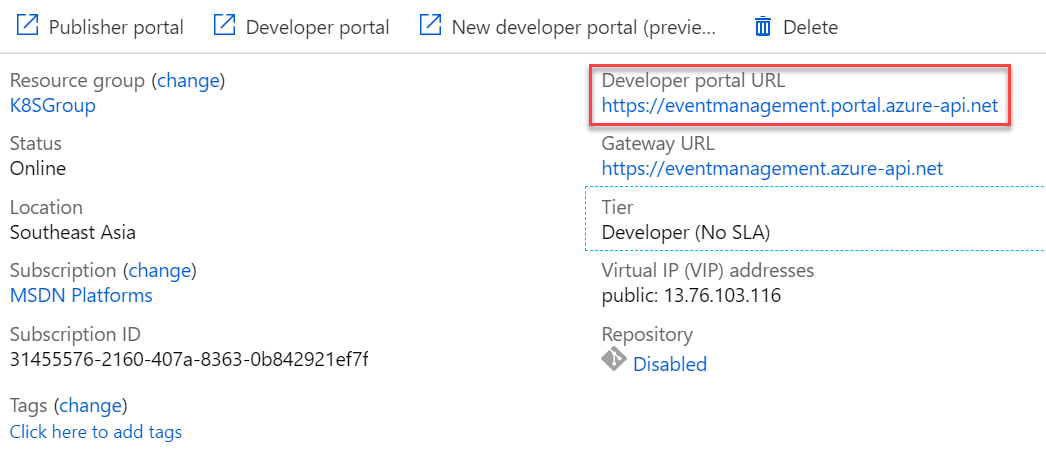 Publisher portal
Developer portal
New developer portal (previe...
Delete
Resource group (change)
K8SGroup
Status
Online
Location
Southeast Asia
Subscription (change)
MSDN Platforms
Subscription ID
31455576-2160-407a-8363-0b842921ef7f
Tags (change)
Click here to add tags
Developer portal URL
https://eventmanagement.portal.azure-api.net
Gateway URL
https://eventmanagement.azure-api.net
Tier
Developer (No SLA)
Virtual IP (VIP) addresses
public: 13.76.103.116
Repository
Disabled